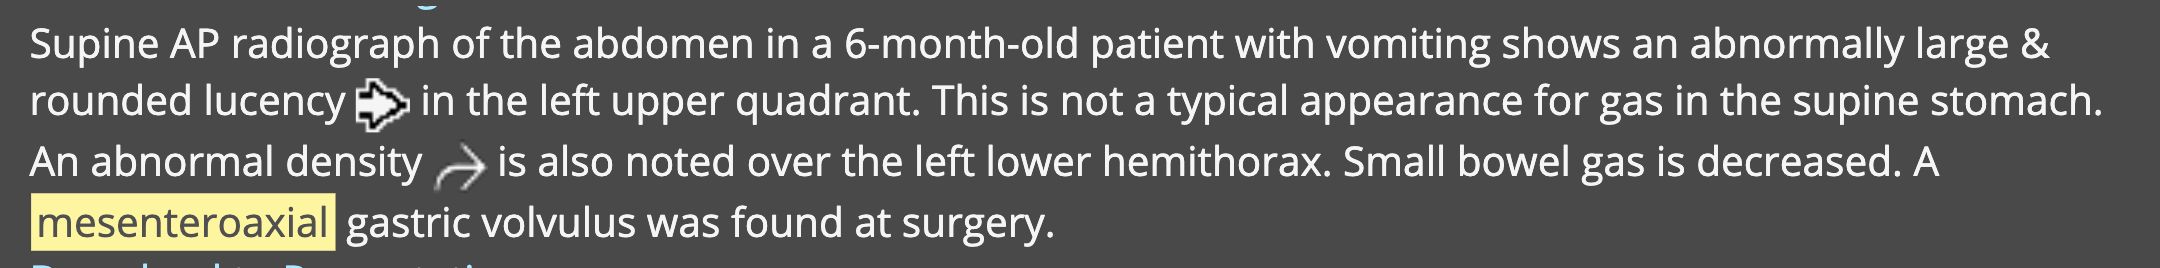 Supine AP radiograph of the abdomen in a 6-month-old patient with vomiting shows an abnormally large &
rounded lucency in the left upper quadrant. This is not a typical appearance for gas in the supine stomach.
An abnormal density is also noted over the left lower hemithorax. Small bowel gas is decreased. A
mesenteroaxial gastric volvulus was found at surgery.